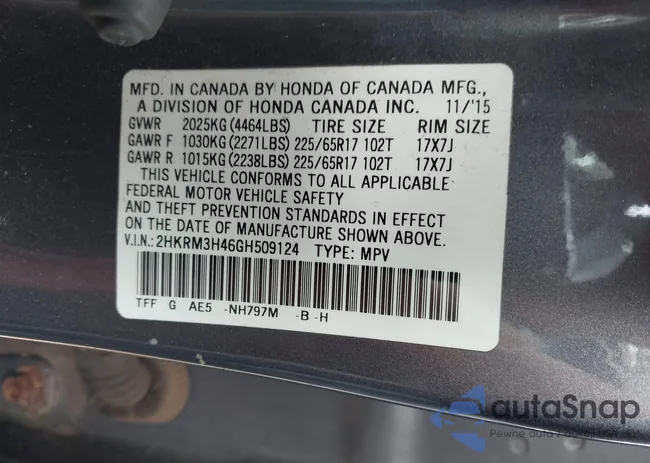 MFD. IN CANADA BY HONDA OF CANADA MFG.,
A DIVISION OF HONDA CANADA INC. 11/'15
GVWR 2025KG (4464LBS) TIRE SIZE RIM SIZE
GAWR F 1030KG (2271LBS) 225/65R17 102T 17X7J
GAWR R 1015KG (2238LBS) 225/65R17 102T 17X7J
THIS VEHICLE CONFORMS TO ALL APPLICABLE
FEDERAL MOTOR VEHICLE SAFETY
AND THEFT PREVENTION STANDARDS IN EFFECT
ON THE DATE OF MANUFACTURE SHOWN ABOVE.
V.I.N.: 2HKRM3H46GH509124 TYPE: MPV
TFF G AE5 -NH797M -B -H
autaSnap
Pewne auta z